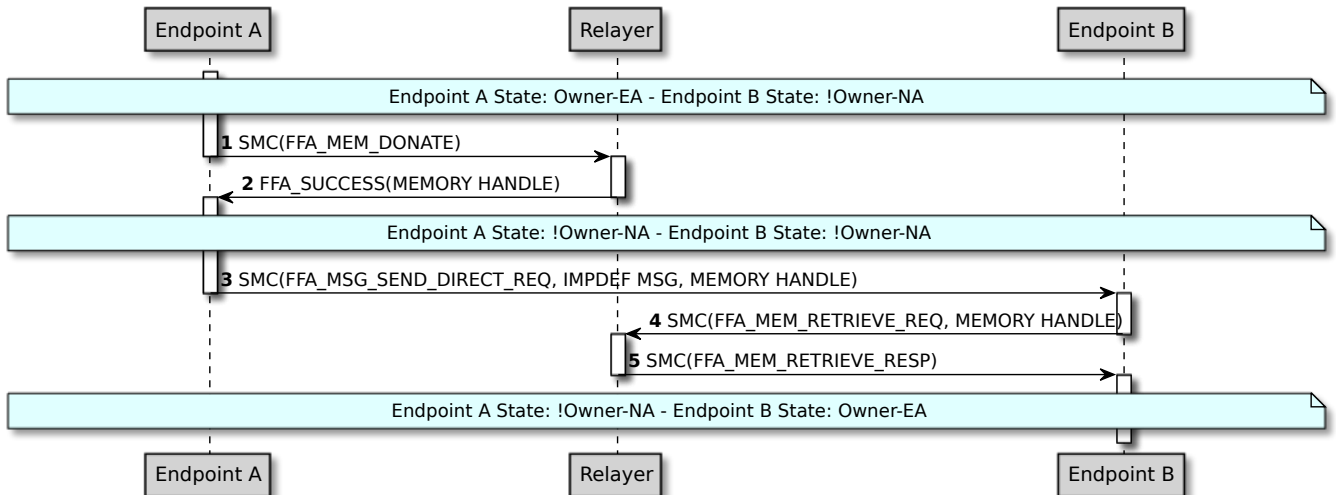 Endpoint A Relayer Endpoint B
Endpoint A State: Owner-EA - Endpoint B State: !Owner-NA
1 SMC(FFA_MEM_DONATE)
2 FFA_SUCCESS(MEMORY HANDLE)
Endpoint A State: !Owner-NA - Endpoint B State: !Owner-NA
3 SMC(FFA_MSG_SEND_DIRECT_REQ, IMPDEF MSG, MEMORY HANDLE)
4 SMC(FFA_MEM_RETRIEVE_REQ, MEMORY HANDLE)
5 SMC(FFA_MEM_RETRIEVE_RESP)
Endpoint A State: !Owner-NA - Endpoint B State: Owner-EA
Endpoint A Relayer Endpoint B